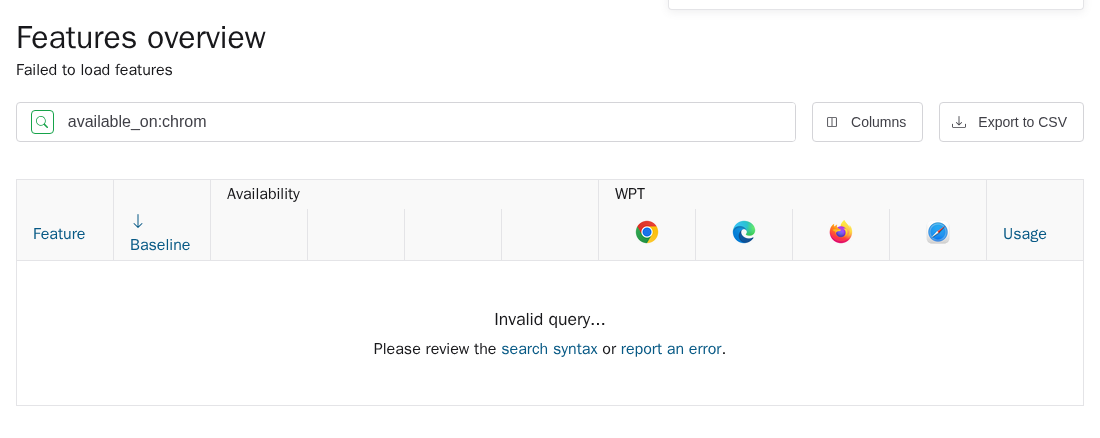 Features overview
Failed to load features
available_on:chrom
Columns
Export to CSV
Availability
WPT
Feature
Baseline
Usage
Invalid query...
Please review the search syntax or report an error.